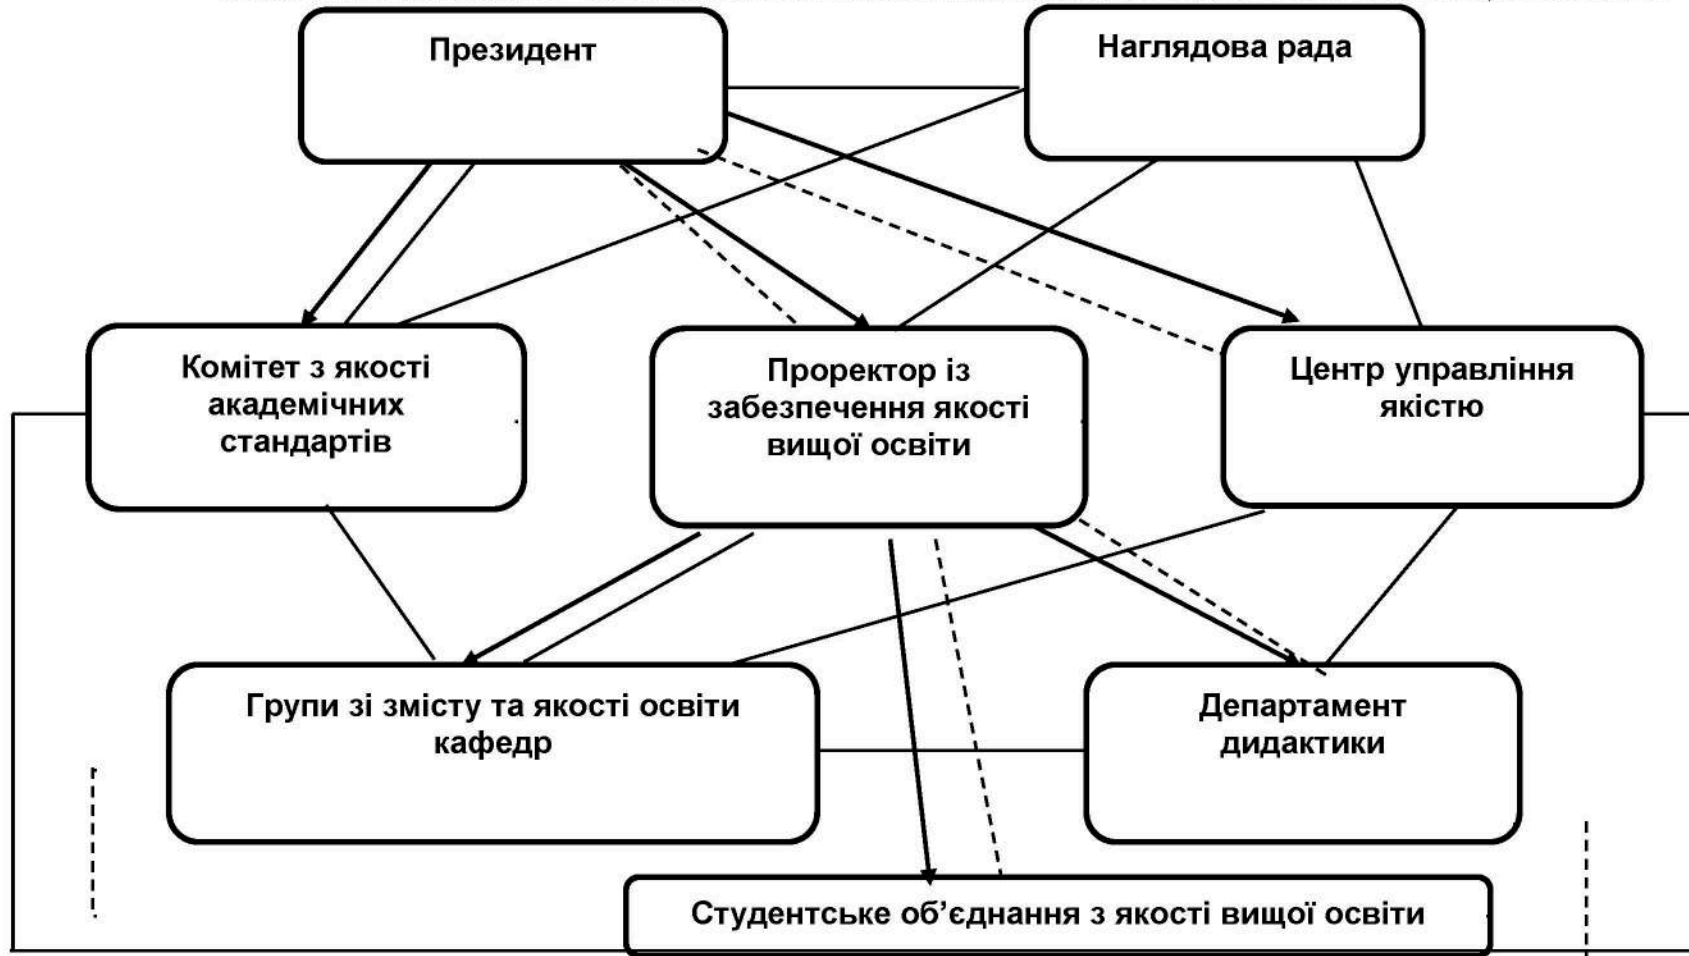 Президент
Наглядова рада
Комітет з якості
академічних
стандартів
Проректор із
забезпечення якості
вищої освіти
Центр управління
якістю
Групи зі змісту та якості освіти
кафедр
Департамент
дидактики
Студентське об’єднання з якості вищої освіти